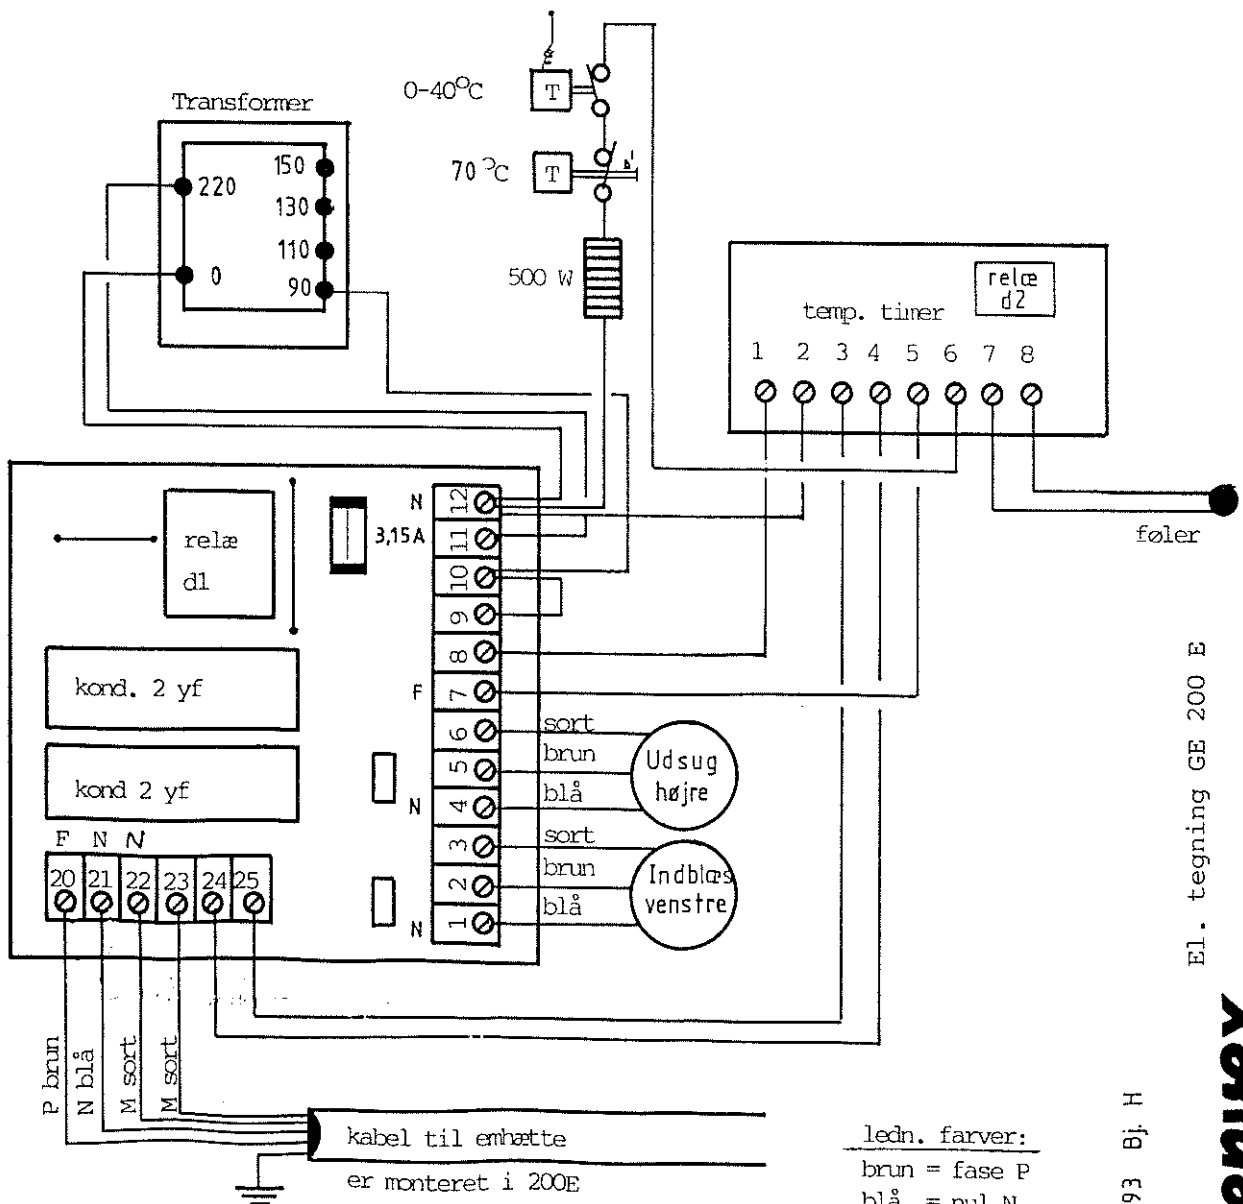 0-40°C
T
Transformer
70 °C
T
220
150
130
110
0
90
500 W
relæ
d2
temp. timer
1 2 3 4 5 6 7 8
føler
relæ
d1
3,15A
N
12
11
10
9
8
F
7
6
5
N
4
3
2
N
1
kond. 2 yf
kond 2 yf
sort
brun
blå
Udsug
højre
sort
brun
blå
Indblæs
venstre
F N N
20 21 22 23 24 25
P brun
N blå
M sort
M sort
kabel til emhætte
er monteret i 200E
ledn. farver:
brun = fase P
blå = nul N
El. tegning GE 200 E
93 Bj. H